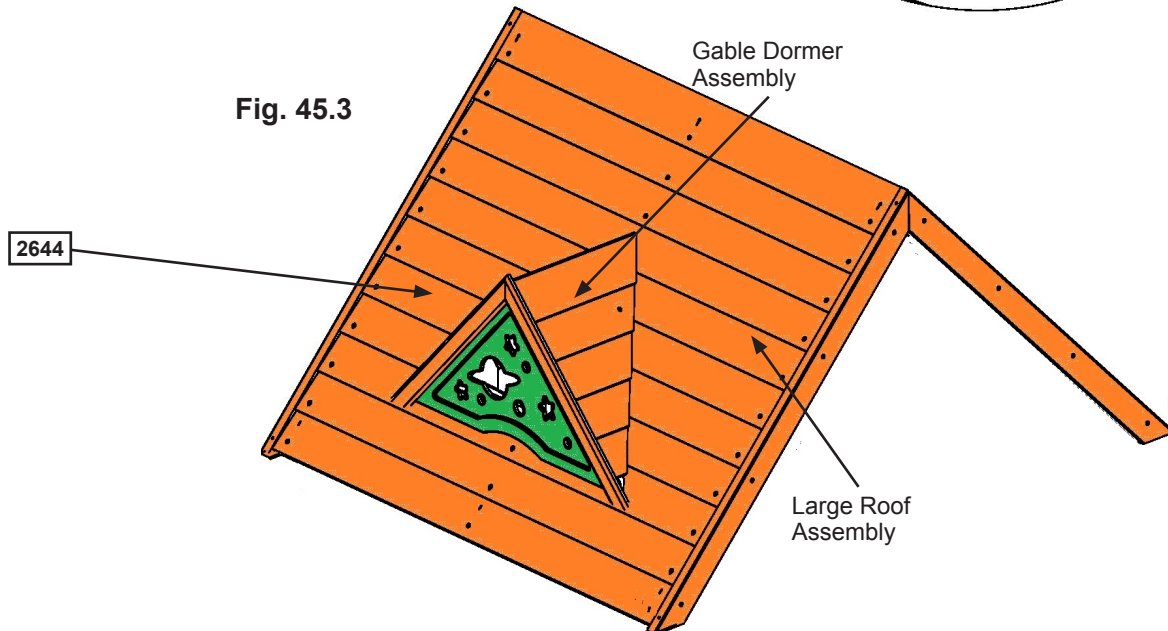 Gable Dormer
Assembly
Fig. 45.3
2644
Large Roof
Assembly